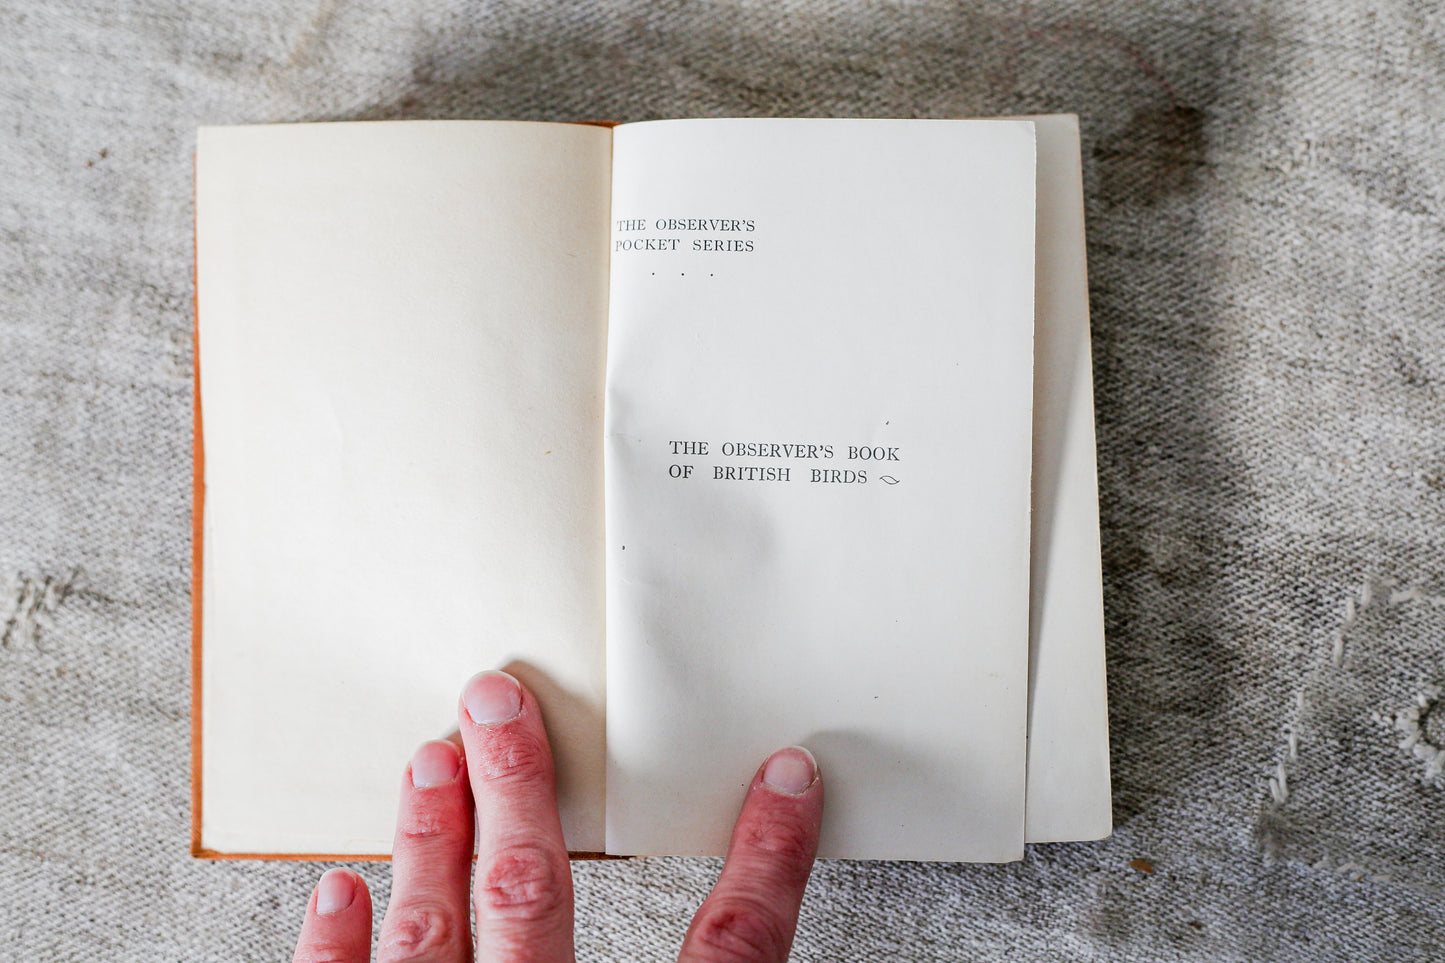 THE OBSERVER'S
POCKET SERIES
. . .
THE OBSERVER'S BOOK
OF BRITISH BIRDS